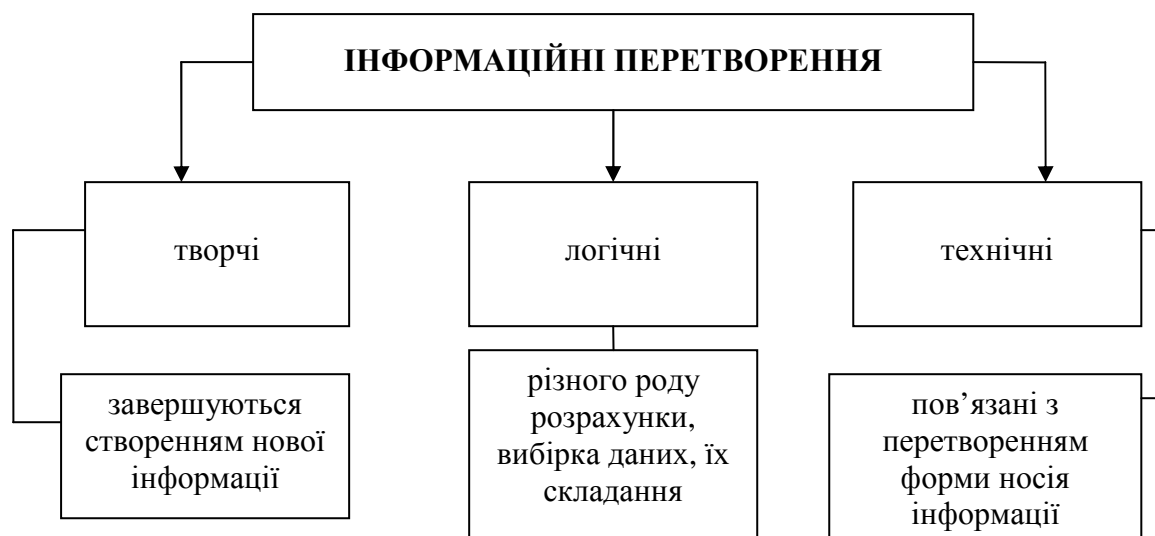 ІНФОРМАЦІЙНІ ПЕРЕТВОРЕННЯ
творчі
логічні
технічні
завершуються
створенням нової
інформації
різного роду
розрахунки,
вибірка даних, їх
складання
пов’язані з
перетворенням
форми носія
інформації